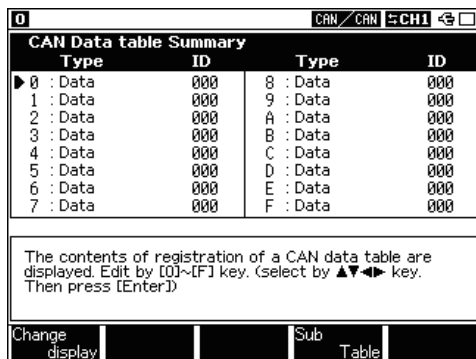 0 CAN/CAN ⇆CH1
CAN Data table Summary
Type ID Type ID
▶0 : Data 000 8 : Data 000
1 : Data 000 9 : Data 000
2 : Data 000 A : Data 000
3 : Data 000 B : Data 000
4 : Data 000 C : Data 000
5 : Data 000 D : Data 000
6 : Data 000 E : Data 000
7 : Data 000 F : Data 000
The contents of registration of a CAN data table are
displayed. Edit by [0]~[F] key. (select by ▲▼◀▶ key.
Then press [Enter])
Change Sub
display Table